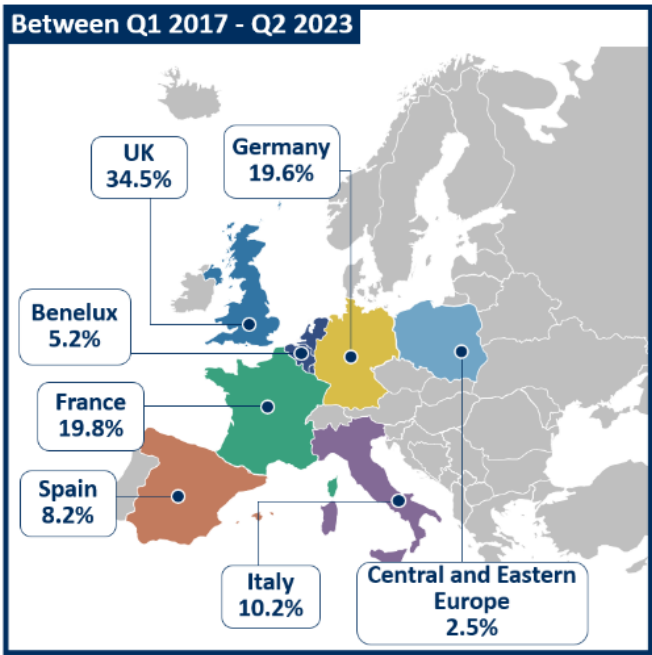 Between Q1 2017 - Q2 2023
UK
34.5%
Germany
19.6%
Benelux
5.2%
France
19.8%
Spain
8.2%
Italy
10.2%
Central and Eastern
Europe
2.5%